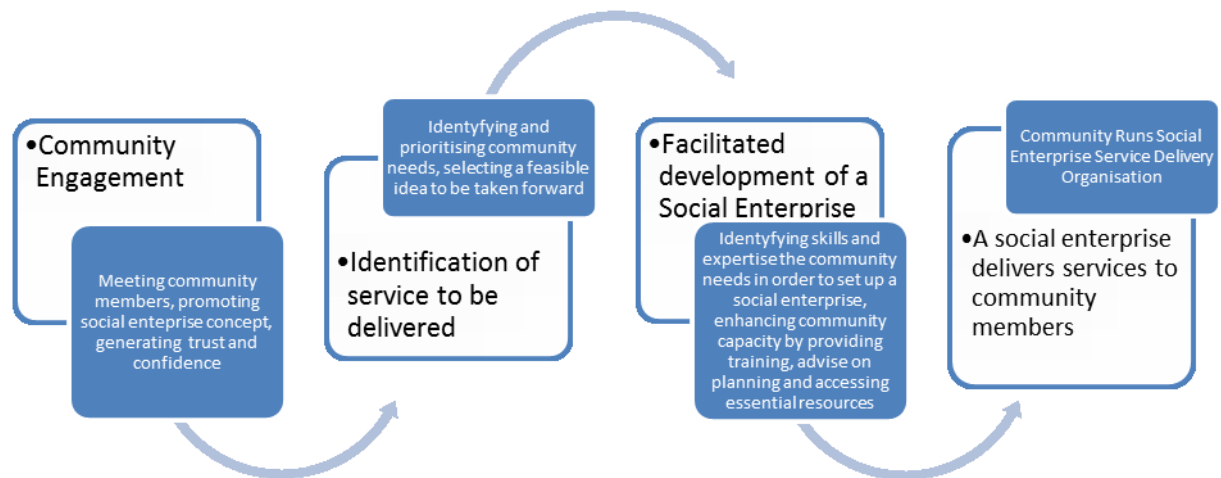 •Community
Engagement
Meeting community
members, promoting
social enteprise concept,
generating trust and
confidence
Identyfying and
prioritising community
needs, selecting a feasible
idea to be taken forward
•Identification of
service to be
delivered
•Facilitated
development of a
Social Enterprise
Identyfying skills and
expertise the community
needs in order to set up a
social enterprise,
enhancing community
capacity by providing
training, advise on
planning and accessing
essential resources
Community Runs Social
Enterprise Service Delivery
Organisation
•A social enterprise
delivers services to
community
members